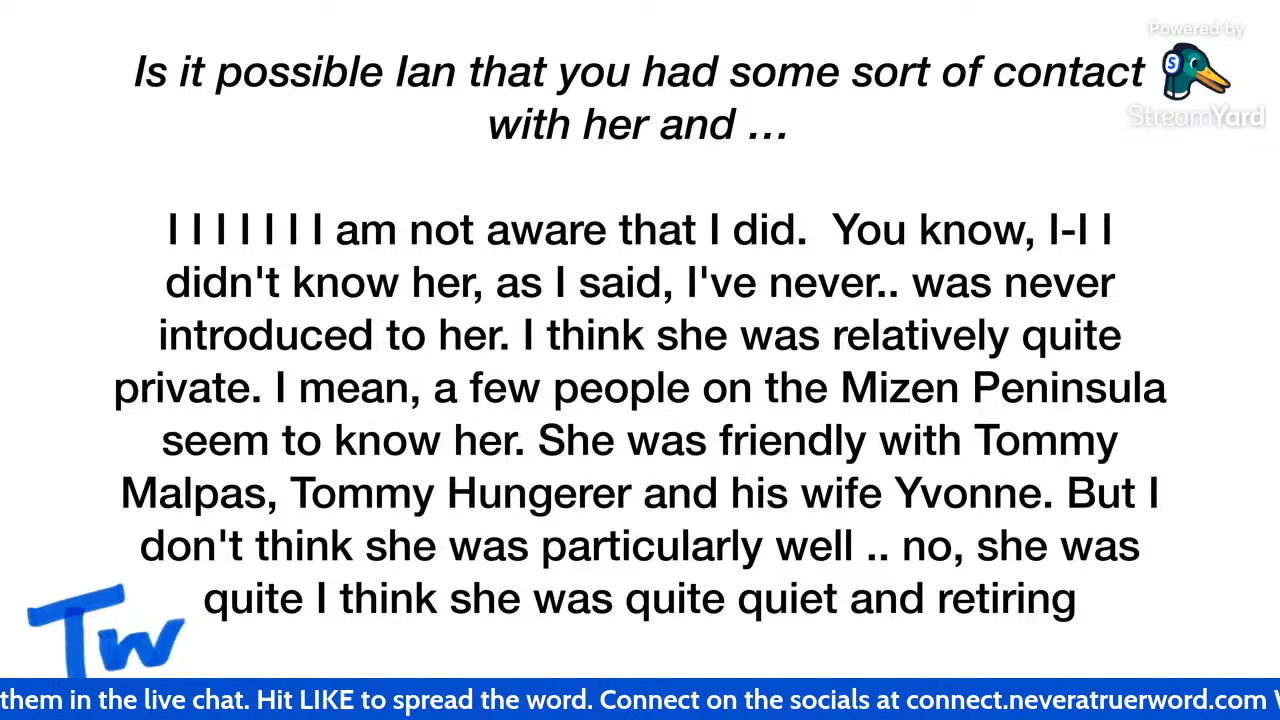 Powered by
Is it possible Ian that you had some sort of contact
StreamYard
with her and ...
I I I I I I I am not aware that I did.  You know, I-I I
didn't know her, as I said, I've never.. was never
introduced to her. I think she was relatively quite
private. I mean, a few people on the Mizen Peninsula
seem to know her. She was friendly with Tommy
Malpas, Tommy Hungerer and his wife Yvonne. But I
don't think she was particularly well .. no, she was
quite I think she was quite quiet and retiring
Tw
them in the live chat. Hit LIKE to spread the word. Connect on the socials at connect.neveratruerword.com